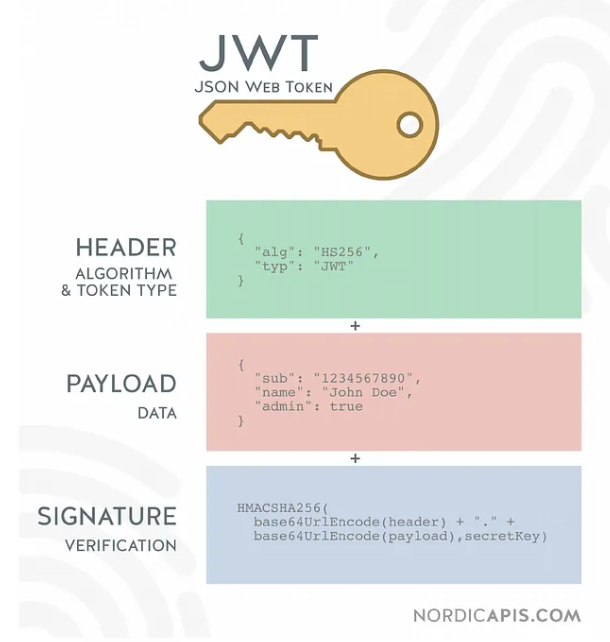 JWT
JSON WEB TOKEN
HEADER
ALGORITHM
& TOKEN TYPE
{
  "alg": "HS256",
  "typ": "JWT"
}
+
PAYLOAD
DATA
{
  "sub": "1234567890",
  "name": "John Doe",
  "admin": true
}
+
SIGNATURE
VERIFICATION
HMACSHA256(
  base64UrlEncode(header) + "." +
  base64UrlEncode(payload),secretKey)
NORDICAPIS.COM